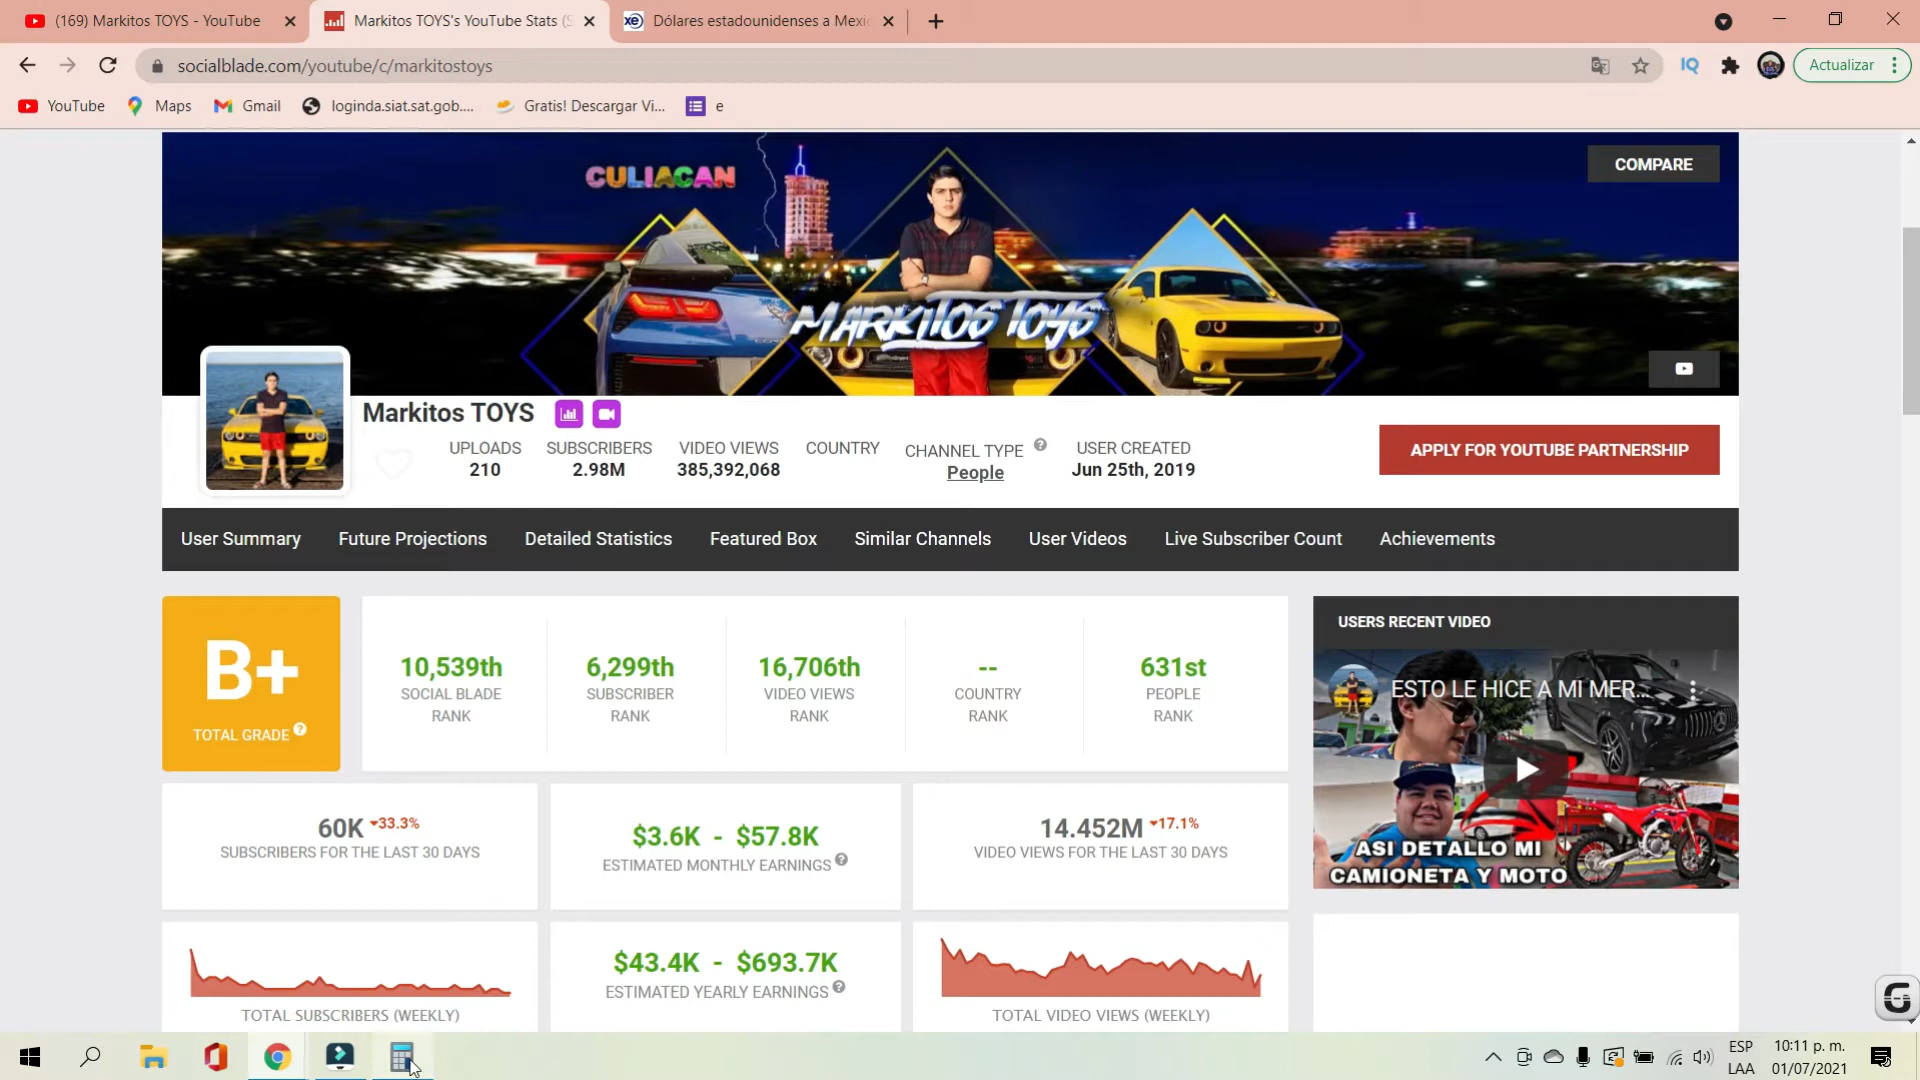 (169) Markitos TOYS - YouTube
Markitos TOYS's YouTube Stats (S
xe Dólares estadounidenses a Mexi
socialblade.com/youtube/c/markitostoys
IQ
Actualizar
YouTube
Maps
Gmail
loginda.siat.sat.gob....
Gratis! Descargar Vi...
e
CULIACAN
COMPARE
MARKITOS TOYS
Markitos TOYS
UPLOADS
210
SUBSCRIBERS
2.98M
VIDEO VIEWS
385,392,068
COUNTRY
CHANNEL TYPE
People
USER CREATED
Jun 25th, 2019
APPLY FOR YOUTUBE PARTNERSHIP
User Summary
Future Projections
Detailed Statistics
Featured Box
Similar Channels
User Videos
Live Subscriber Count
Achievements
B+
TOTAL GRADE
10,539th
SOCIAL BLADE
RANK
6,299th
SUBSCRIBER
RANK
16,706th
VIDEO VIEWS
RANK
--
COUNTRY
RANK
631st
PEOPLE
RANK
USERS RECENT VIDEO
ESTO LE HICE A MI MER...
ASI DETALLO MI
CAMIONETA Y MOTO
60K 33.3%
SUBSCRIBERS FOR THE LAST 30 DAYS
$3.6K - $57.8K
ESTIMATED MONTHLY EARNINGS
14.452M 17.1%
VIDEO VIEWS FOR THE LAST 30 DAYS
TOTAL SUBSCRIBERS (WEEKLY)
$43.4K - $693.7K
ESTIMATED YEARLY EARNINGS
TOTAL VIDEO VIEWS (WEEKLY)
ESP
LAA
10:11 p. m.
01/07/2021